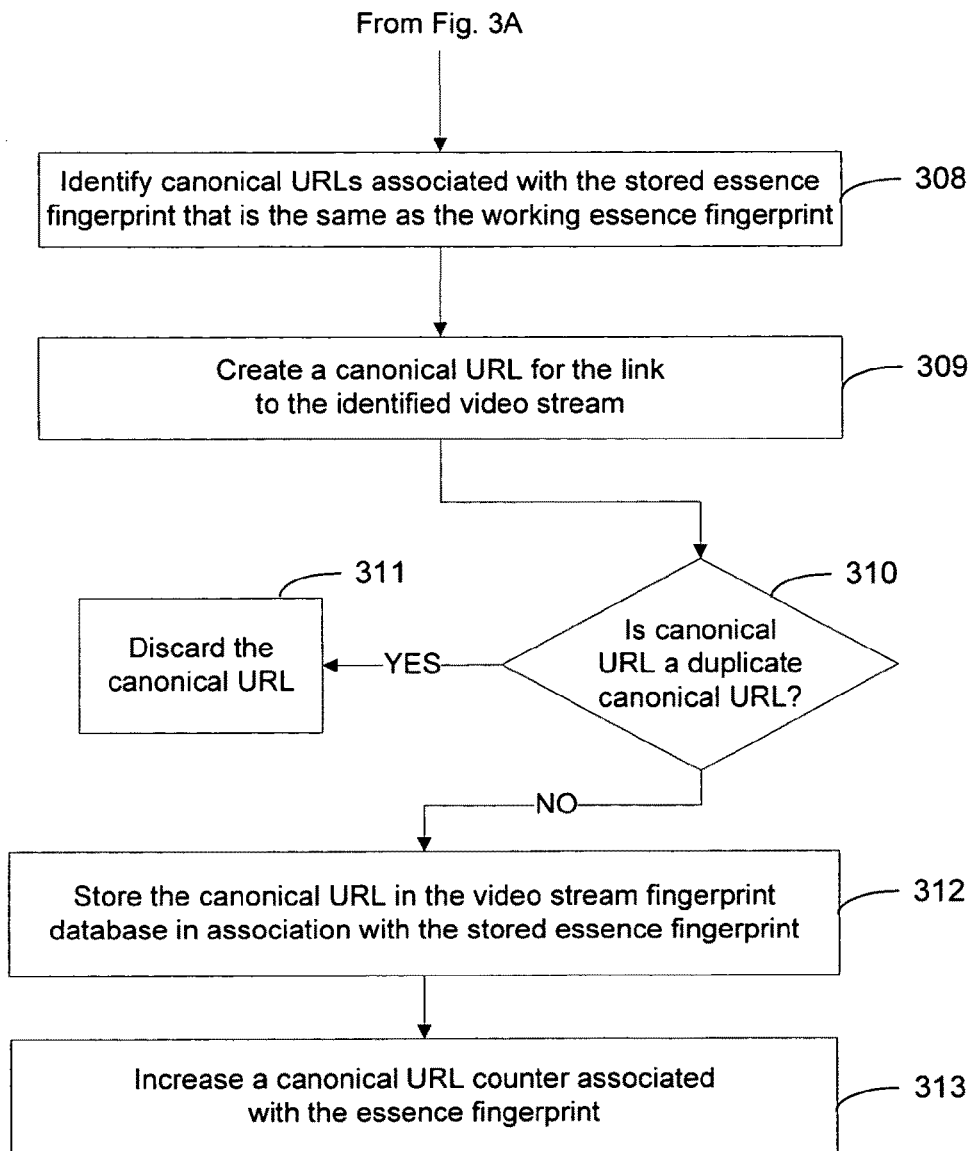 From Fig. 3A
Identify canonical URLs associated with the stored essence
fingerprint that is the same as the working essence fingerprint
308
Create a canonical URL for the link
to the identified video stream
309
310
Is canonical
URL a duplicate
canonical URL?
YES
311
Discard the
canonical URL
NO
Store the canonical URL in the video stream fingerprint
database in association with the stored essence fingerprint
312
Increase a canonical URL counter associated
with the essence fingerprint
313